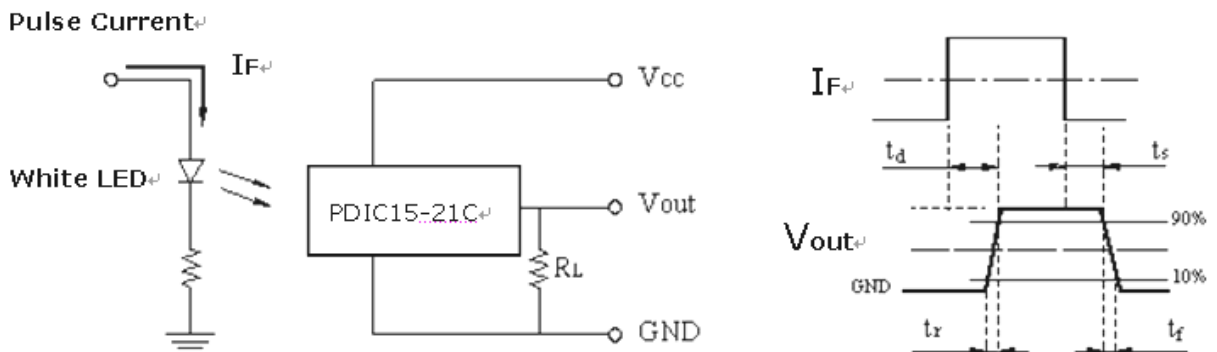 Pulse Current↵
IF↵
White LED↵
PDIC15-21C↵
Vcc
Vout
RL
GND
IF↵
td
ts
Vout↵
90%
10%
GND
tr
tf